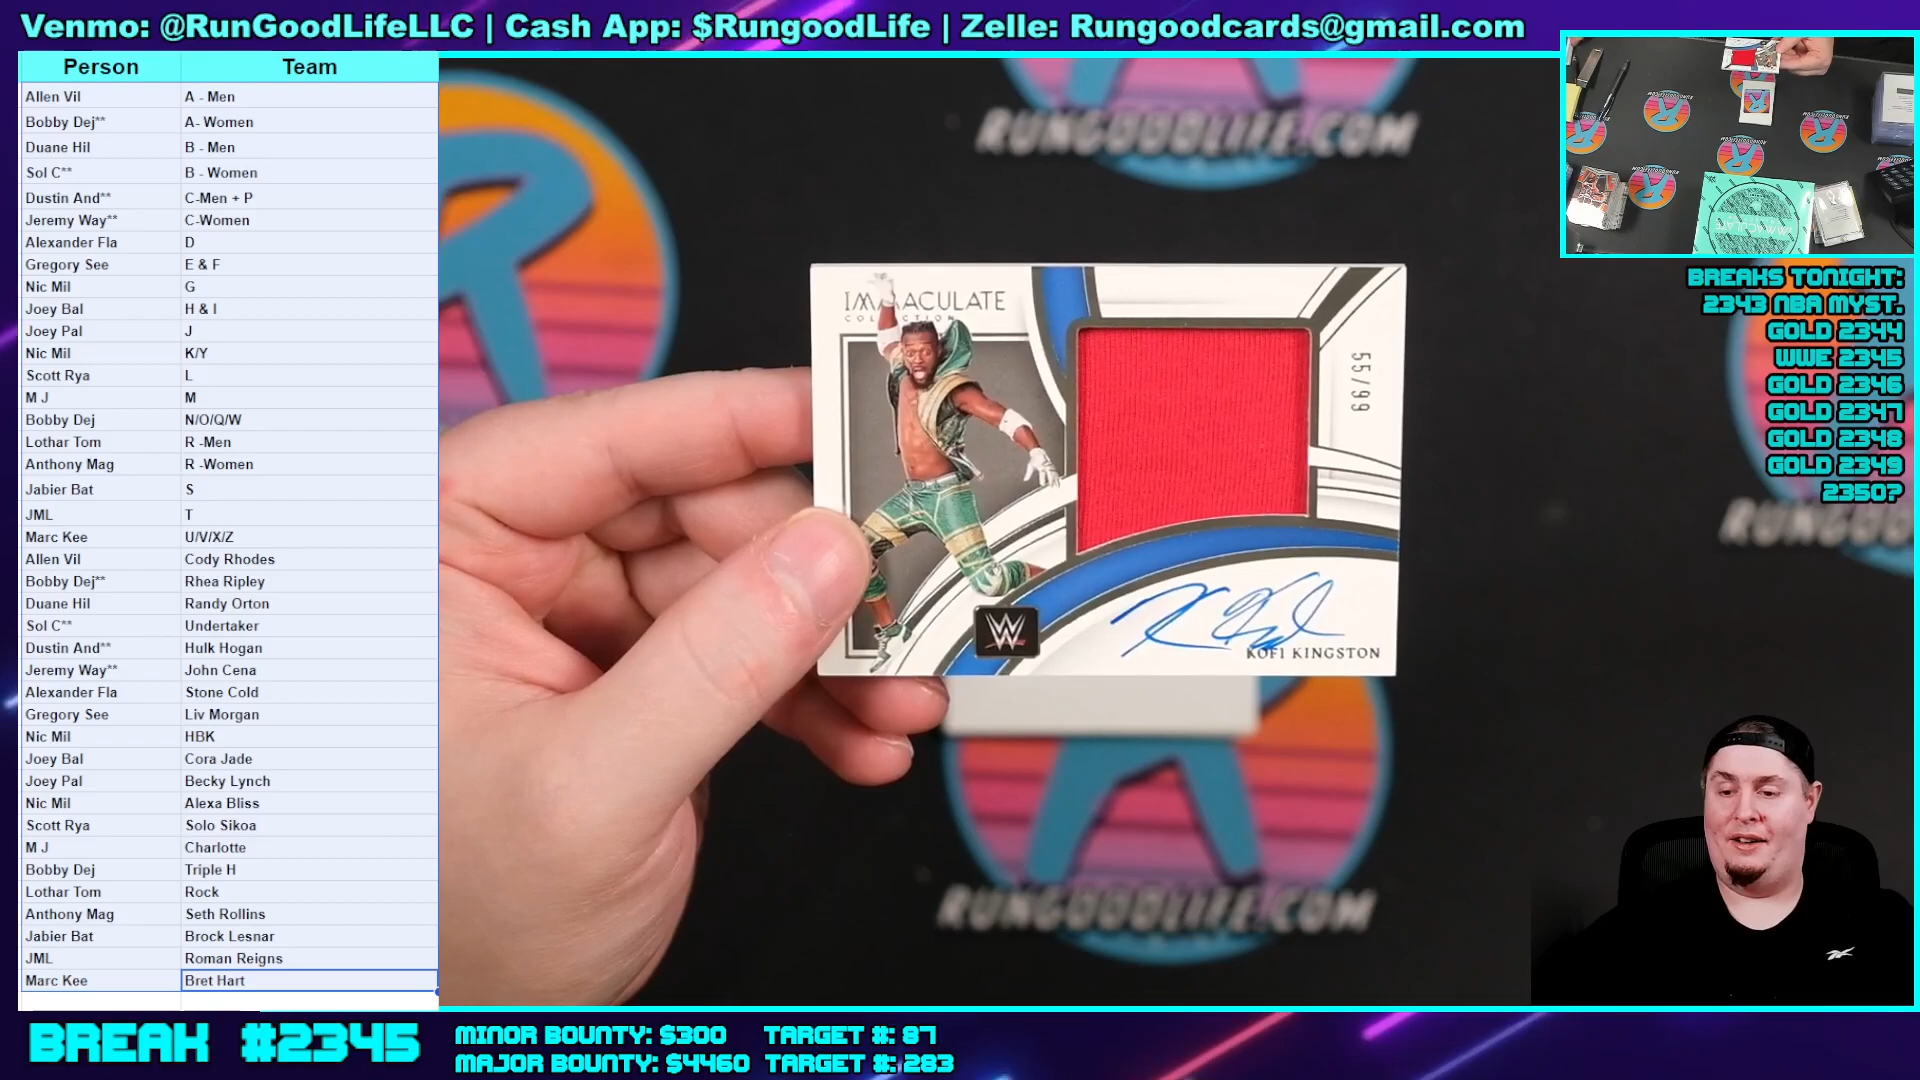 Venmo: @RunGoodLifeLLC | Cash App: $RungoodLife | Zelle: Rungoodcards@gmail.com
Person Team
Allen Vil A - Men
Bobby Dej** A- Women
Duane Hil B - Men
Sol C** B - Women
Dustin And** C-Men + P
Jeremy Way** C-Women
Alexander Fla D
Gregory See E & F
Nic Mil G
Joey Bal H & I
Joey Pal J
Nic Mil K/Y
Scott Rya L
M J M
Bobby Dej N/O/Q/W
Lothar Tom R -Men
Anthony Mag R -Women
Jabier Bat S
JML T
Marc Kee U/V/X/Z
Allen Vil Cody Rhodes
Bobby Dej** Rhea Ripley
Duane Hil Randy Orton
Sol C** Undertaker
Dustin And** Hulk Hogan
Jeremy Way** John Cena
Alexander Fla Stone Cold
Gregory See Liv Morgan
Nic Mil HBK
Joey Bal Cora Jade
Joey Pal Becky Lynch
Nic Mil Alexa Bliss
Scott Rya Solo Sikoa
M J Charlotte
Bobby Dej Triple H
Lothar Tom Rock
Anthony Mag Seth Rollins
Jabier Bat Brock Lesnar
JML Roman Reigns
Marc Kee Bret Hart
RUNGOODLIFE.COM
IMMACULATE
COLLECTION
55/99
W
KOFI KINGSTON
RUNGOODLIFE.COM
RUNGOOD
IMMACULATE
BREAKS TONIGHT:
2343 NBA MYST.
GOLD 2344
WWE 2345
GOLD 2346
GOLD 2347
GOLD 2348
GOLD 2349
2350?
BREAK #2345
MINOR BOUNTY: $300 TARGET #: 87
MAJOR BOUNTY: $4460 TARGET #: 283